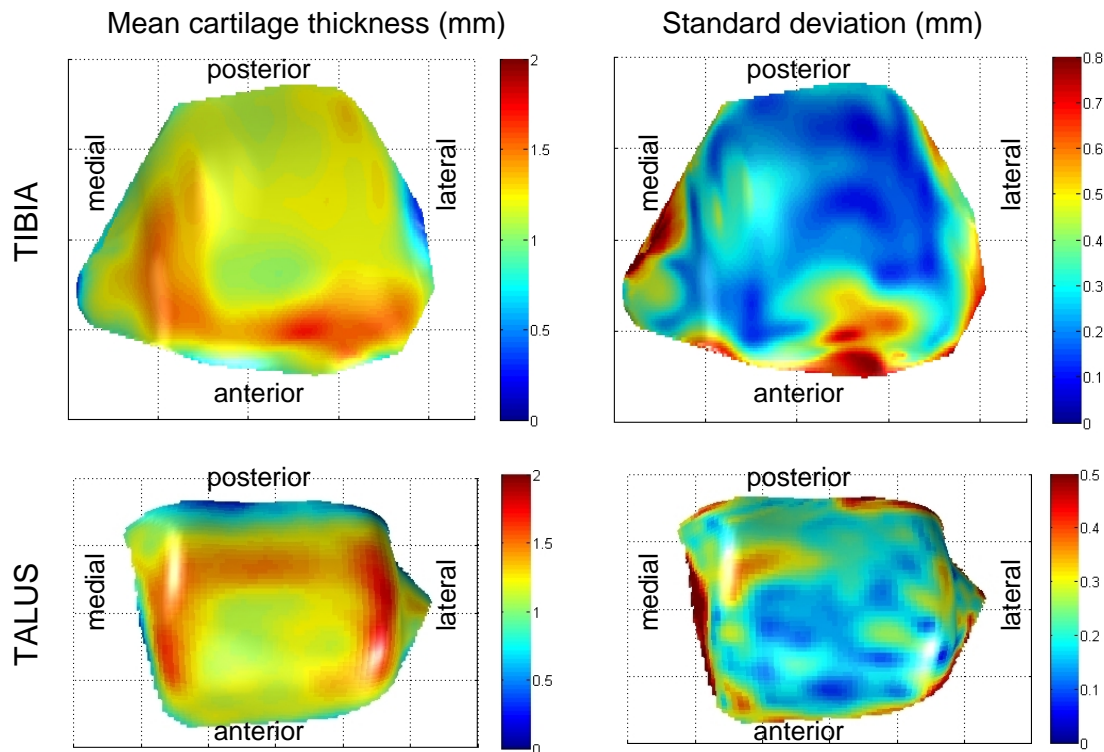 Mean cartilage thickness (mm)
Standard deviation (mm)
TIBIA
posterior
medial
lateral
anterior
2
1.5
1
0.5
0
posterior
medial
lateral
anterior
0.8
0.7
0.6
0.5
0.4
0.3
0.2
0.1
0
TALUS
posterior
medial
lateral
anterior
2
1.5
1
0.5
0
posterior
medial
lateral
anterior
0.5
0.4
0.3
0.2
0.1
0